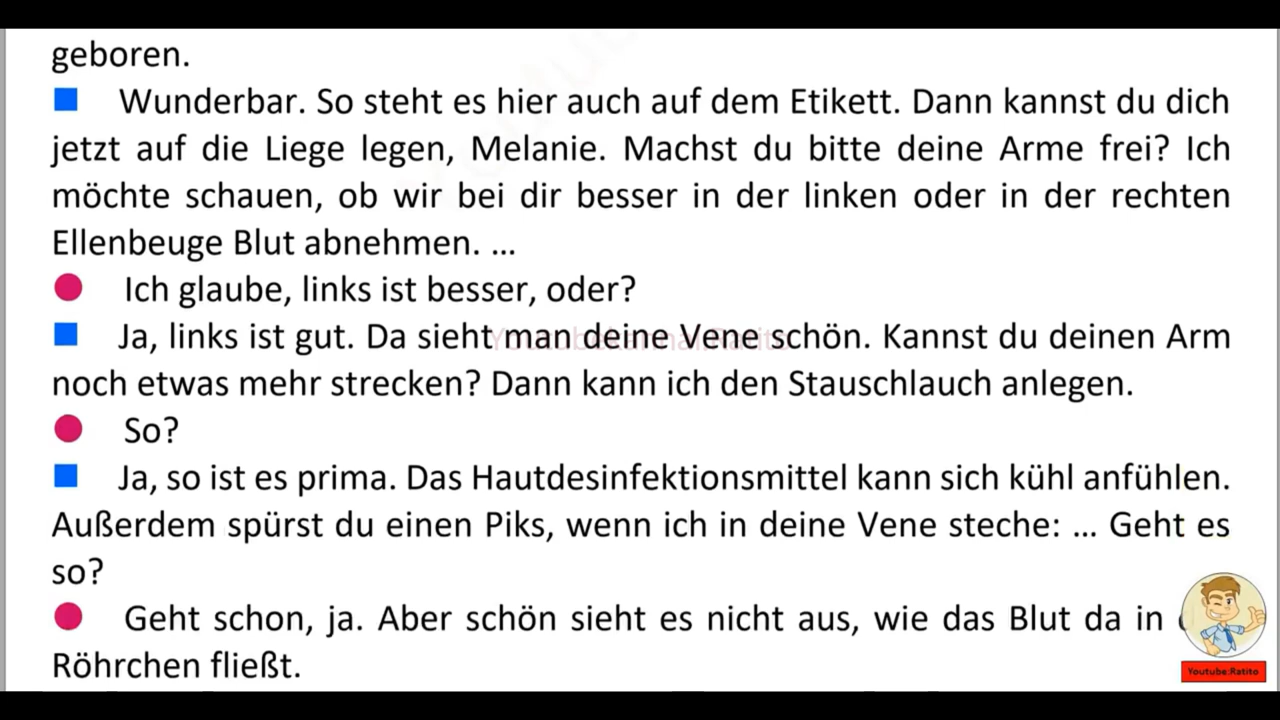 geboren.
Wunderbar. So steht es hier auch auf dem Etikett. Dann kannst du dich
jetzt auf die Liege legen, Melanie. Machst du bitte deine Arme frei? Ich
möchte schauen, ob wir bei dir besser in der linken oder in der rechten
Ellenbeuge Blut abnehmen. ...
Ich glaube, links ist besser, oder?
Ja, links ist gut. Da sieht man deine Vene schön. Kannst du deinen Arm
noch etwas mehr strecken? Dann kann ich den Stauschlauch anlegen.
So?
Ja, so ist es prima. Das Hautdesinfektionsmittel kann sich kühl anfühlen.
Außerdem spürst du einen Piks, wenn ich in deine Vene steche: ... Geht es
so?
Geht schon, ja. Aber schön sieht es nicht aus, wie das Blut da in
Röhrchen fließt.
Youtube:Ratito